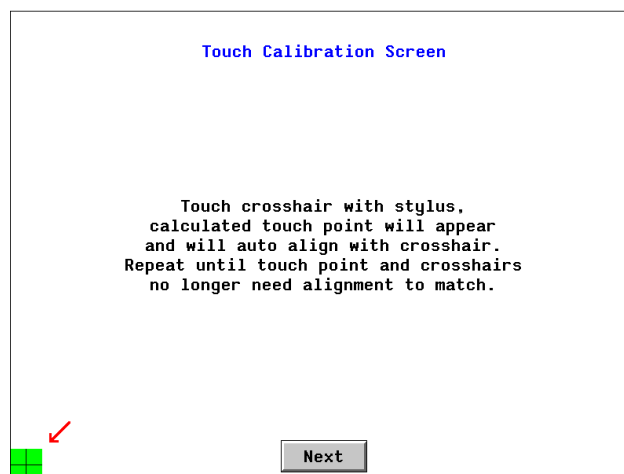 Touch Calibration Screen
Touch crosshair with stylus,
calculated touch point will appear
and will auto align with crosshair.
Repeat until touch point and crosshairs
no longer need alignment to match.
Next